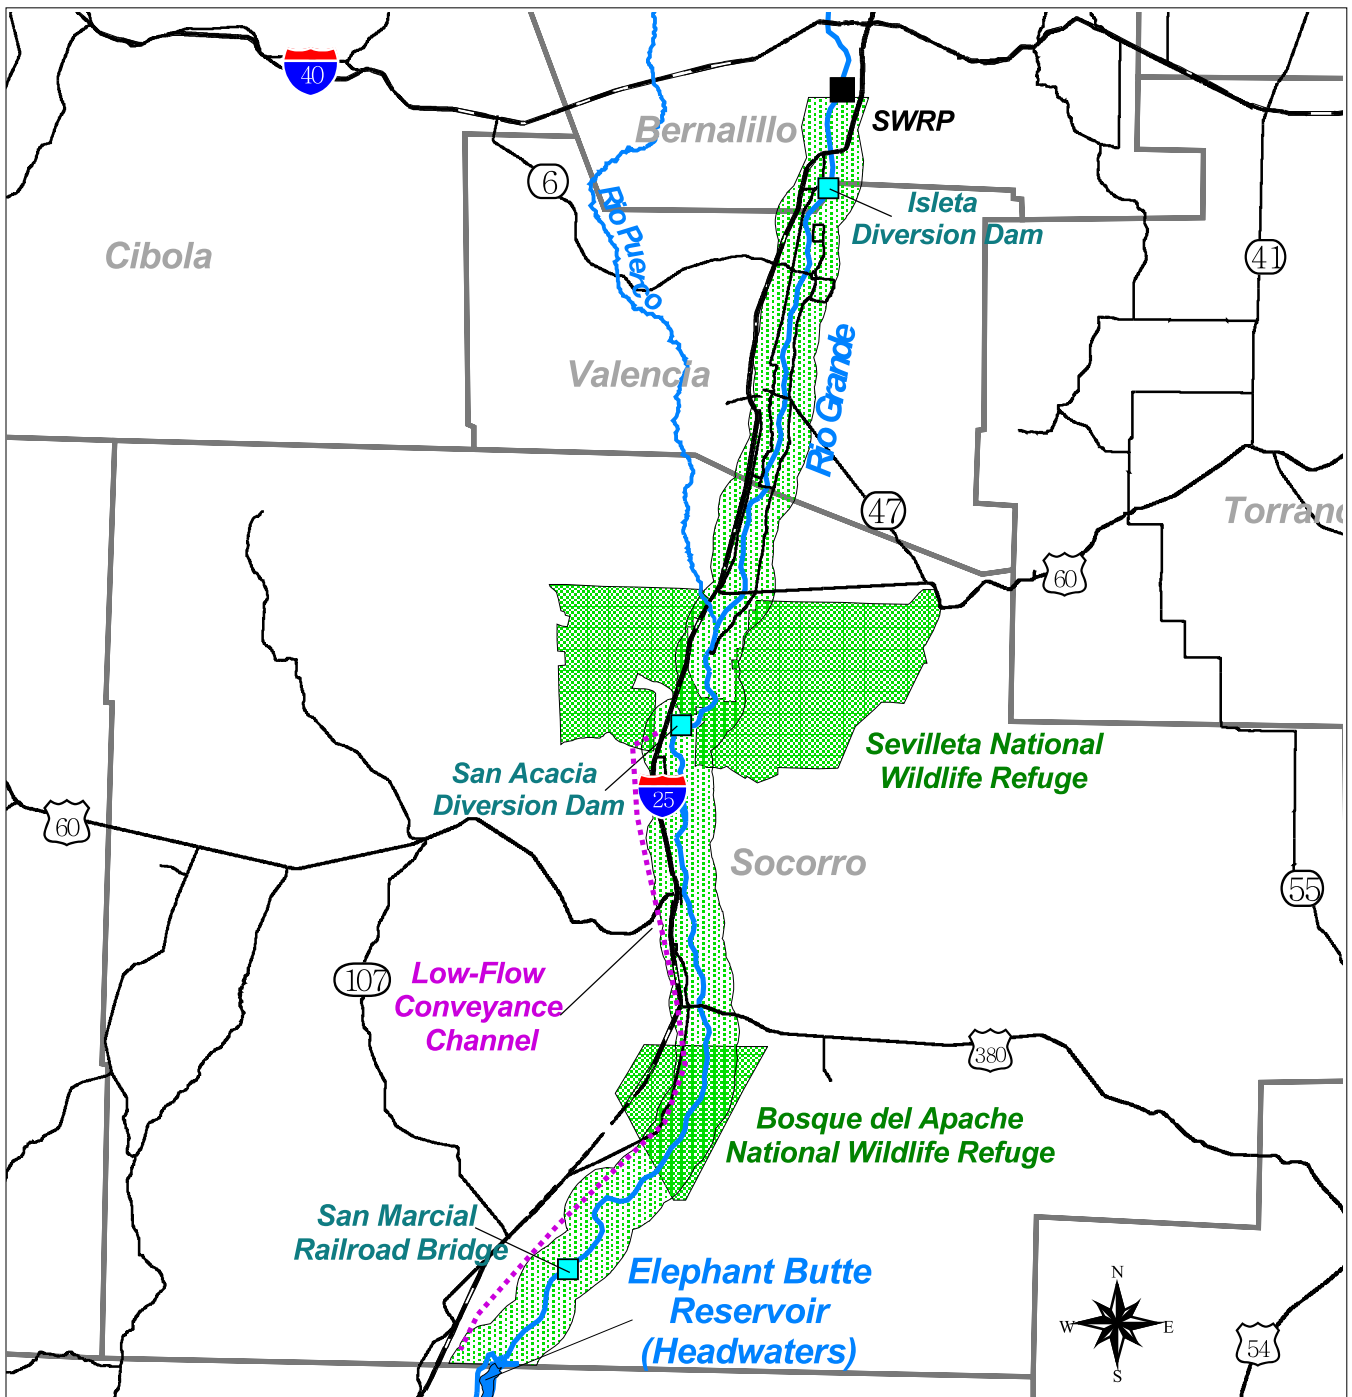 40
Bernalillo
SWRP
6
Rio Puerco
Isleta
Diversion Dam
Cibola
41
Valencia
Rio Grande
47
Torranc
60
Sevilleta National
Wildlife Refuge
San Acacia
Diversion Dam
25
60
Socorro
55
107
Low-Flow
Conveyance
Channel
380
Bosque del Apache
National Wildlife Refuge
San Marcial
Railroad Bridge
Elephant Butte
Reservoir
(Headwaters)
N
W
E
S
54